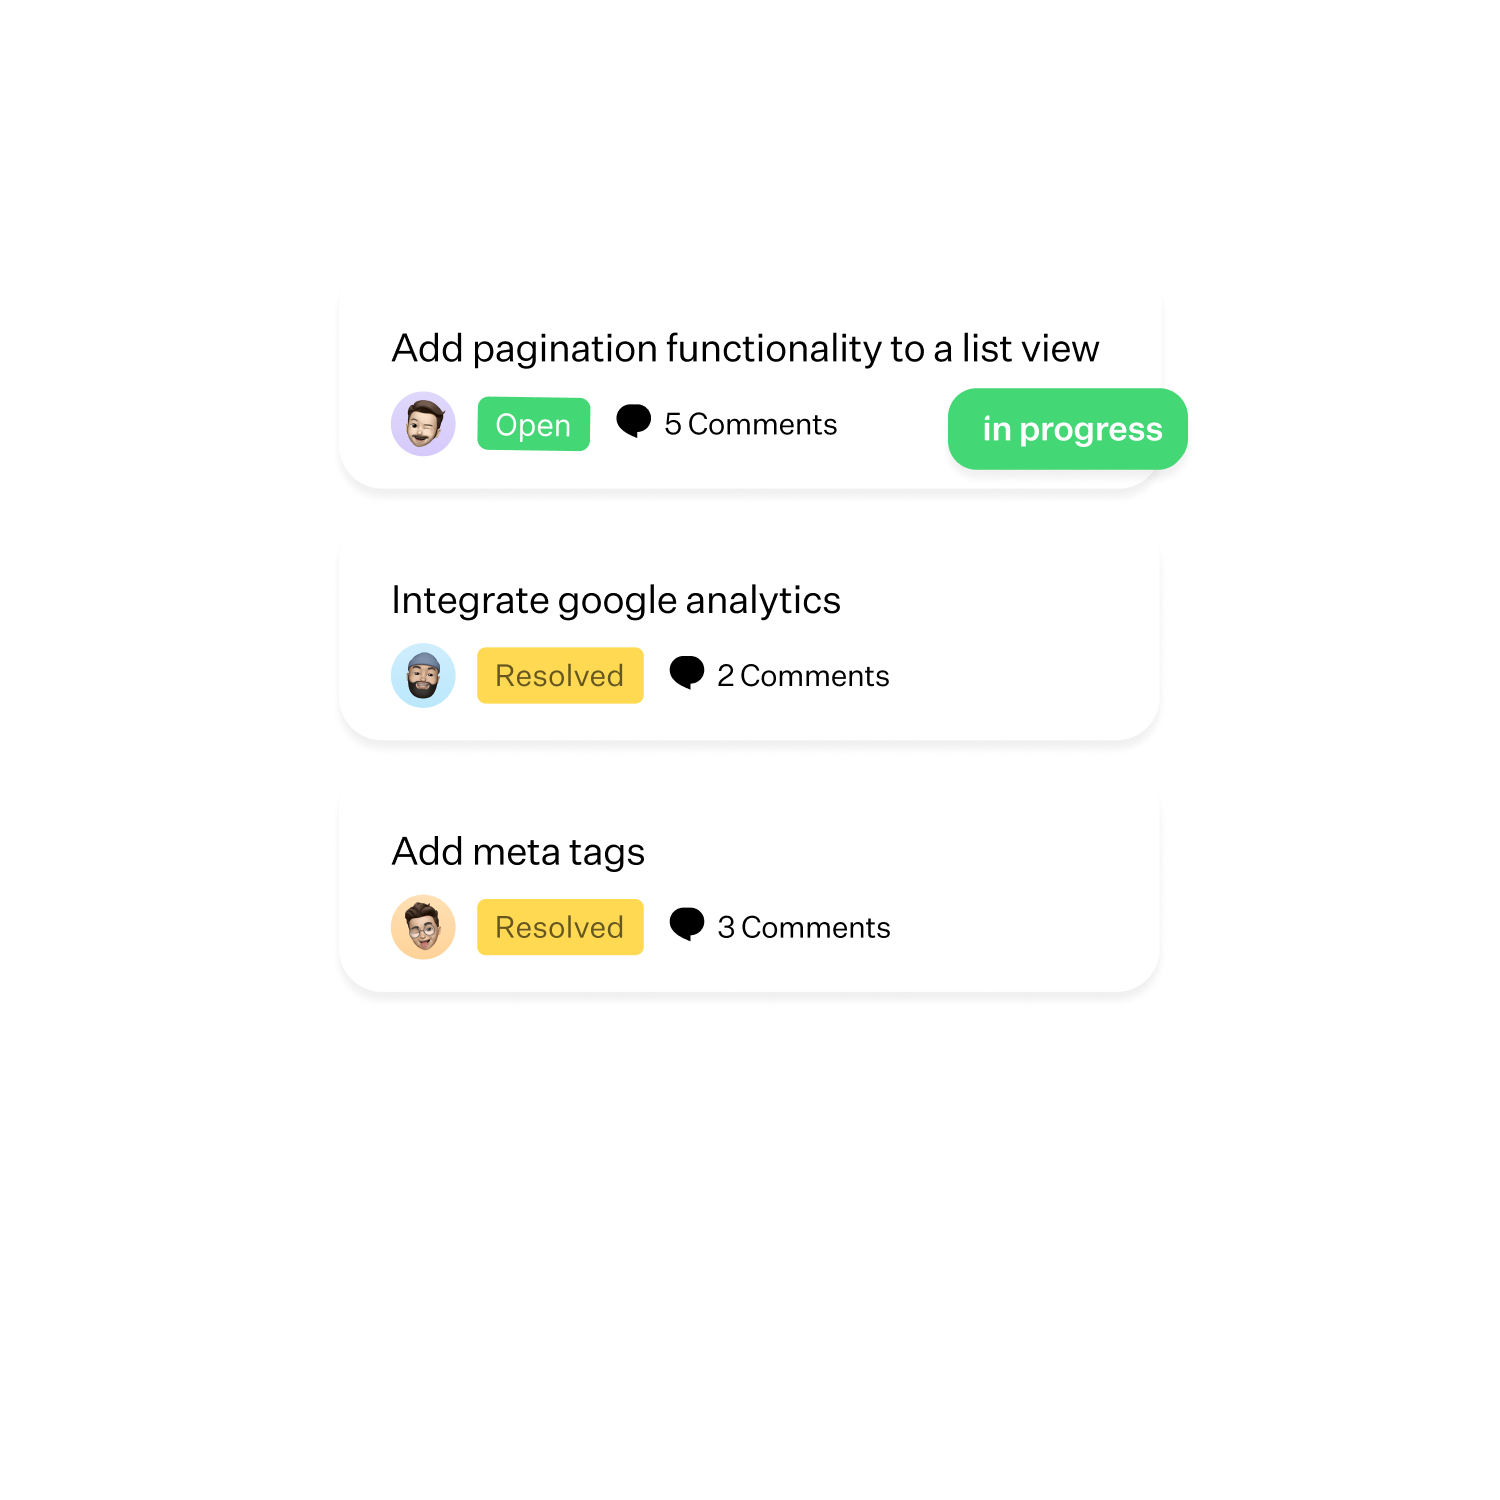 Add pagination functionality to a list view
Open 5 Comments in progress
Integrate google analytics
Resolved 2 Comments
Add meta tags
Resolved 3 Comments